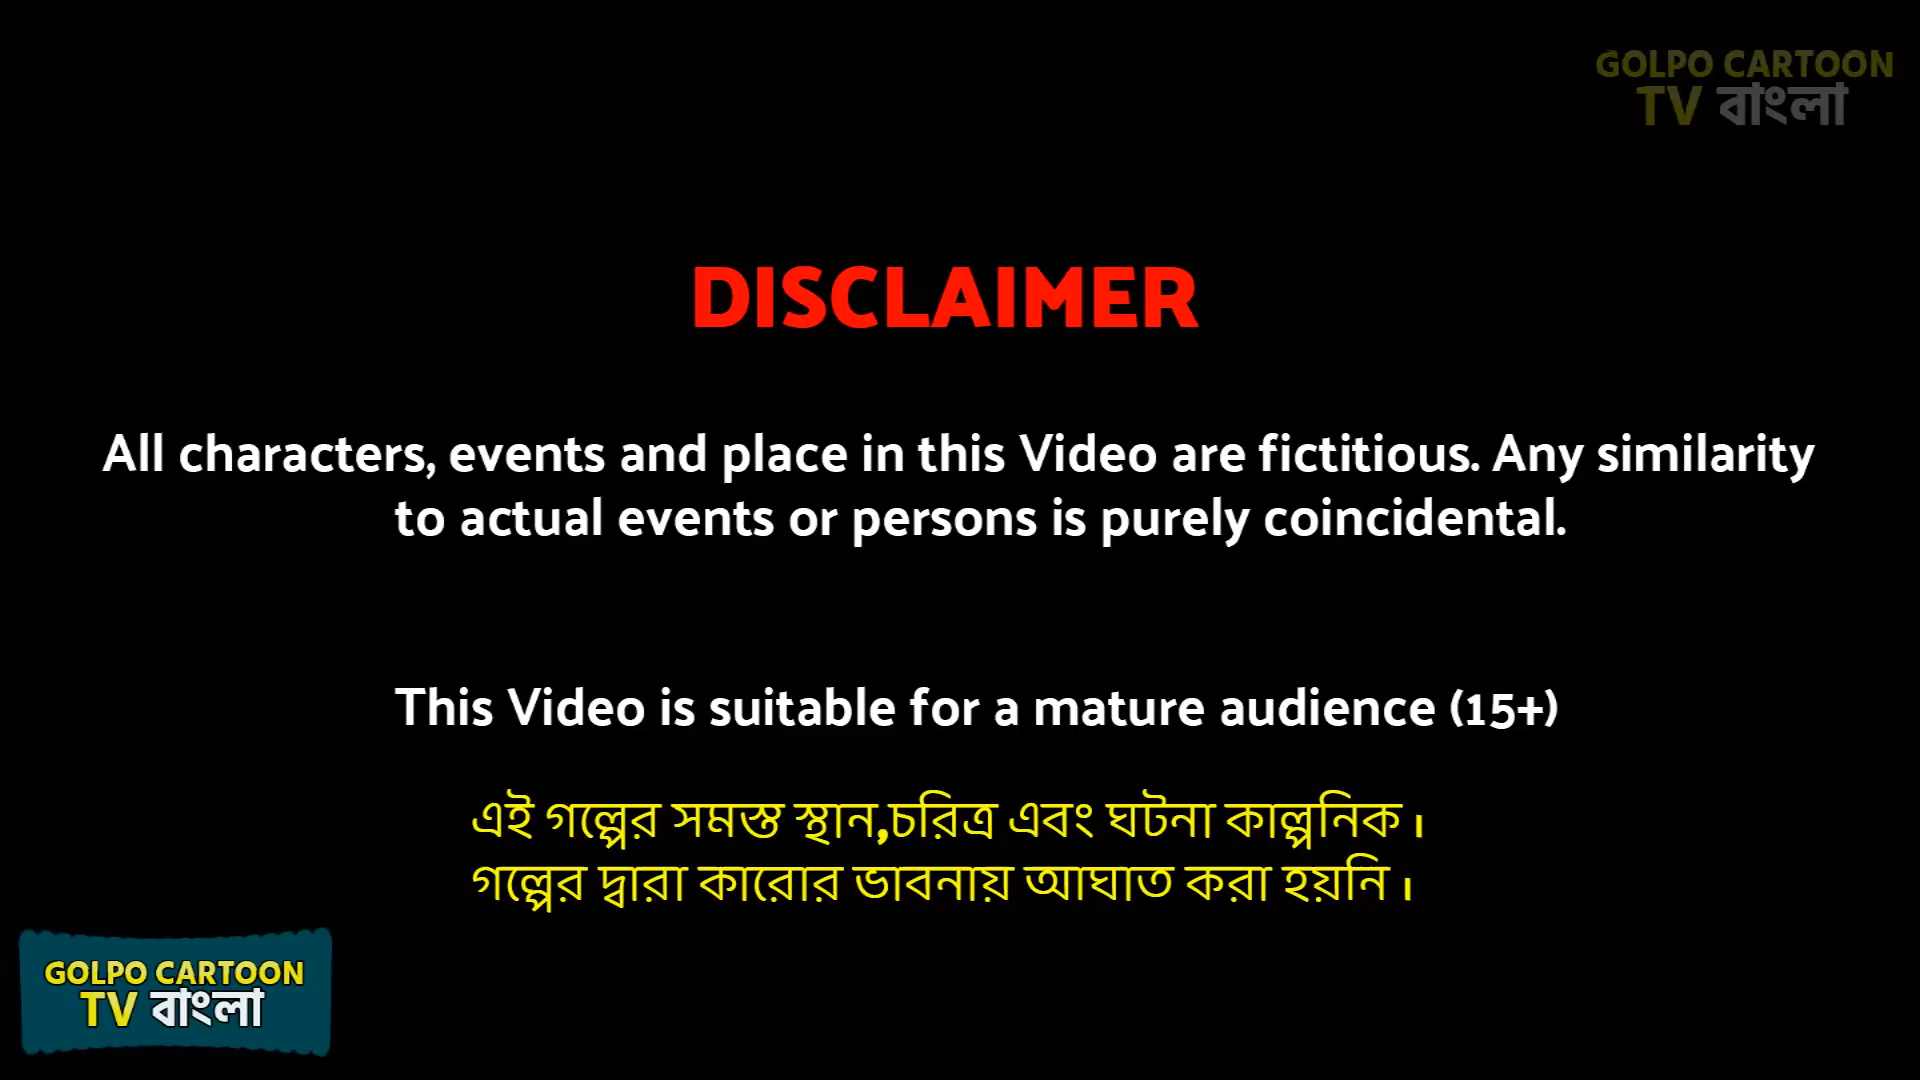 GOLPO CARTOON
TV বাংলা
DISCLAIMER
All characters, events and place in this Video are fictitious. Any similarity
to actual events or persons is purely coincidental.
This Video is suitable for a mature audience (15+)
এই গল্পের সমস্ত স্থান,চরিত্র এবং ঘটনা কাল্পনিক।
গল্পের দ্বারা কারোর ভাবনায় আঘাত করা হয়নি।
GOLPO CARTOON
TV বাংলা